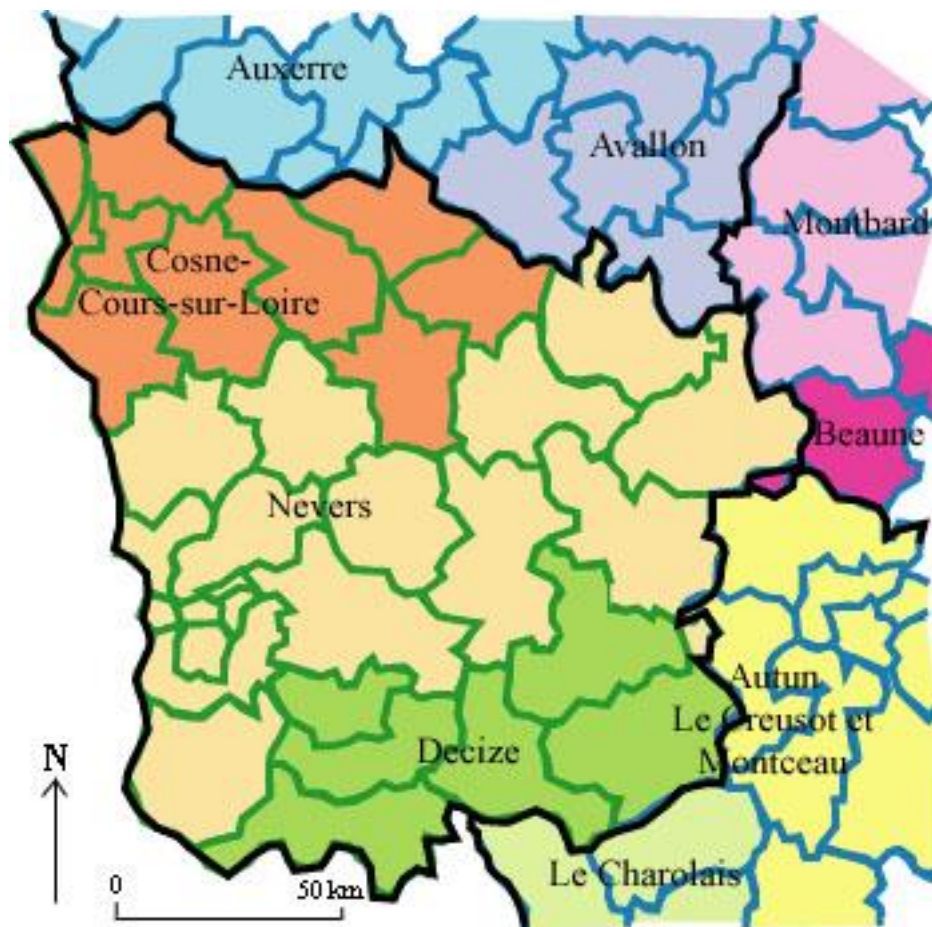 Auxerre
Avallon
Montbard
Cosne-
Cours-sur-Loire
Beaune
Nevers
Autun
Le Creusot et
Montceau
Decize
N
Le Charolais
0
50 km